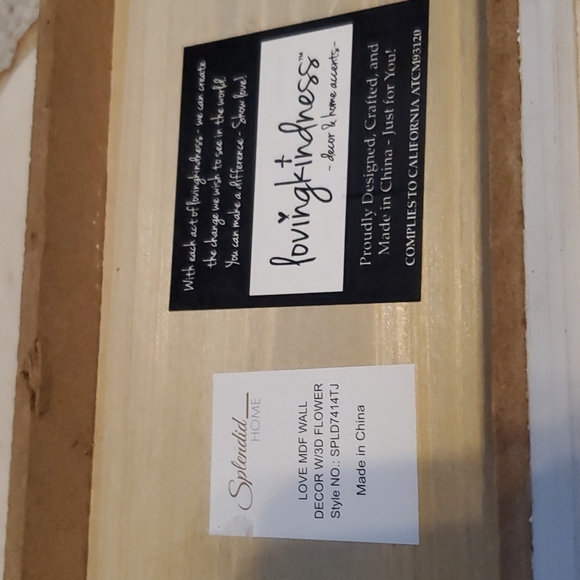 With each act of lovingkindness - we can create
the change we wish to see in the world
You can make a difference - Show love!
lovingkindness™
- decor & home accents -
Proudly Designed, Crafted, and
Made in China - Just for You!
COMPLIES TO CALIFORNIA ATCM93120
Splendid
HOME
LOVE MDF WALL
DECOR W/3D FLOWER
Style NO.: SPLD7414TJ
Made in China